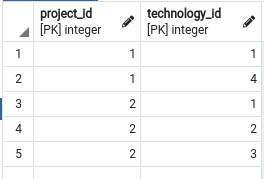 project_id technology_id
[PK] integer [PK] integer
1 1 1
2 1 4
3 2 1
4 2 2
5 2 3